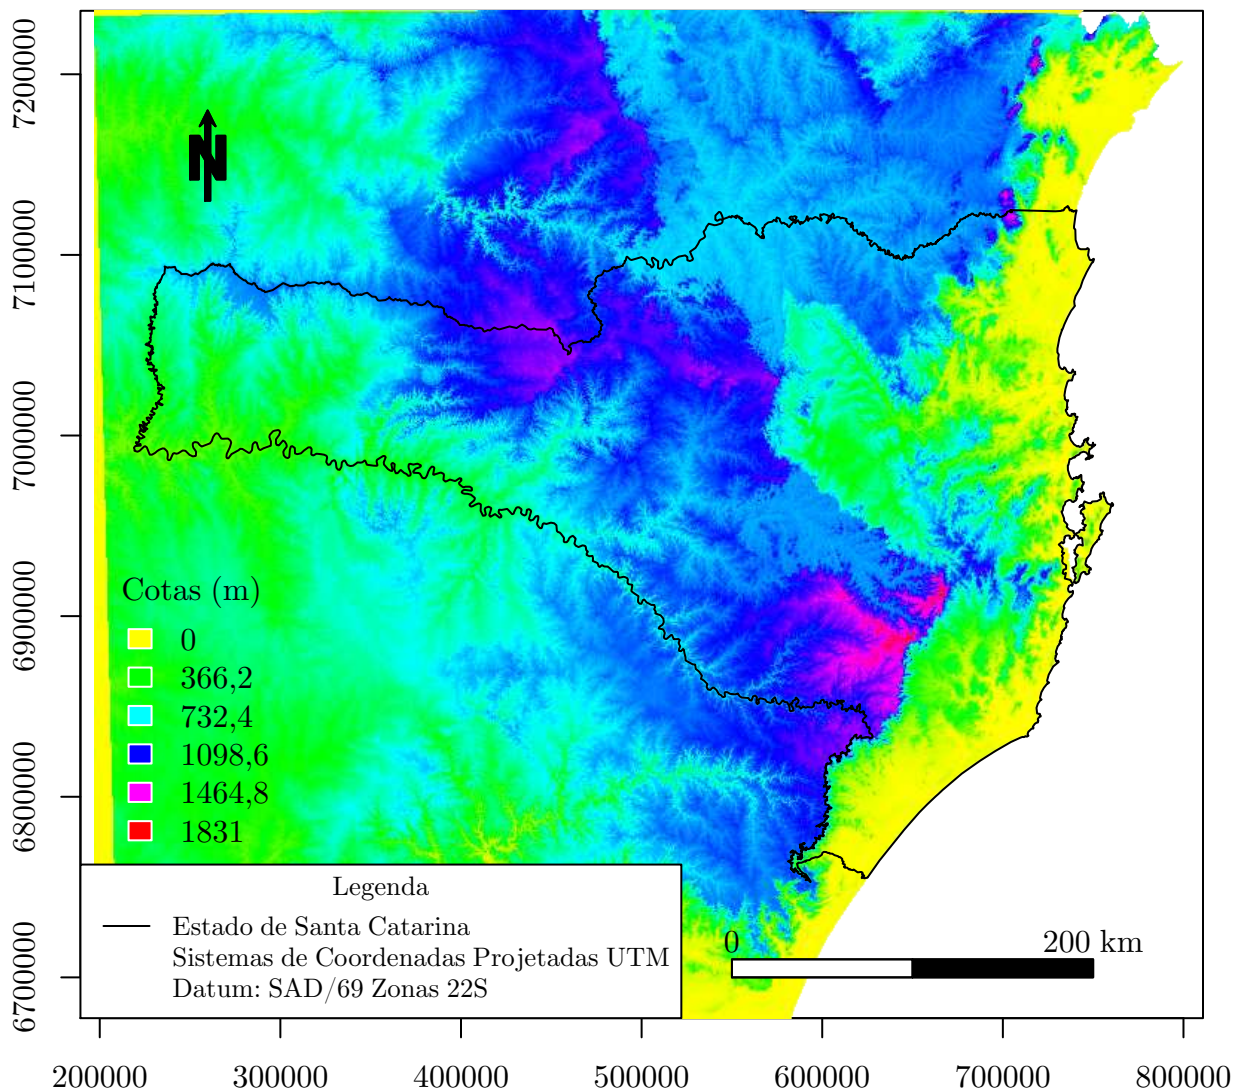 7200000
7100000
7000000
6900000
6800000
6700000
N
Cotas (m)
0
366,2
732,4
1098,6
1464,8
1831
Legenda
Estado de Santa Catarina
Sistemas de Coordenadas Projetadas UTM
Datum: SAD/69 Zonas 22S
0 200 km
200000 300000 400000 500000 600000 700000 800000